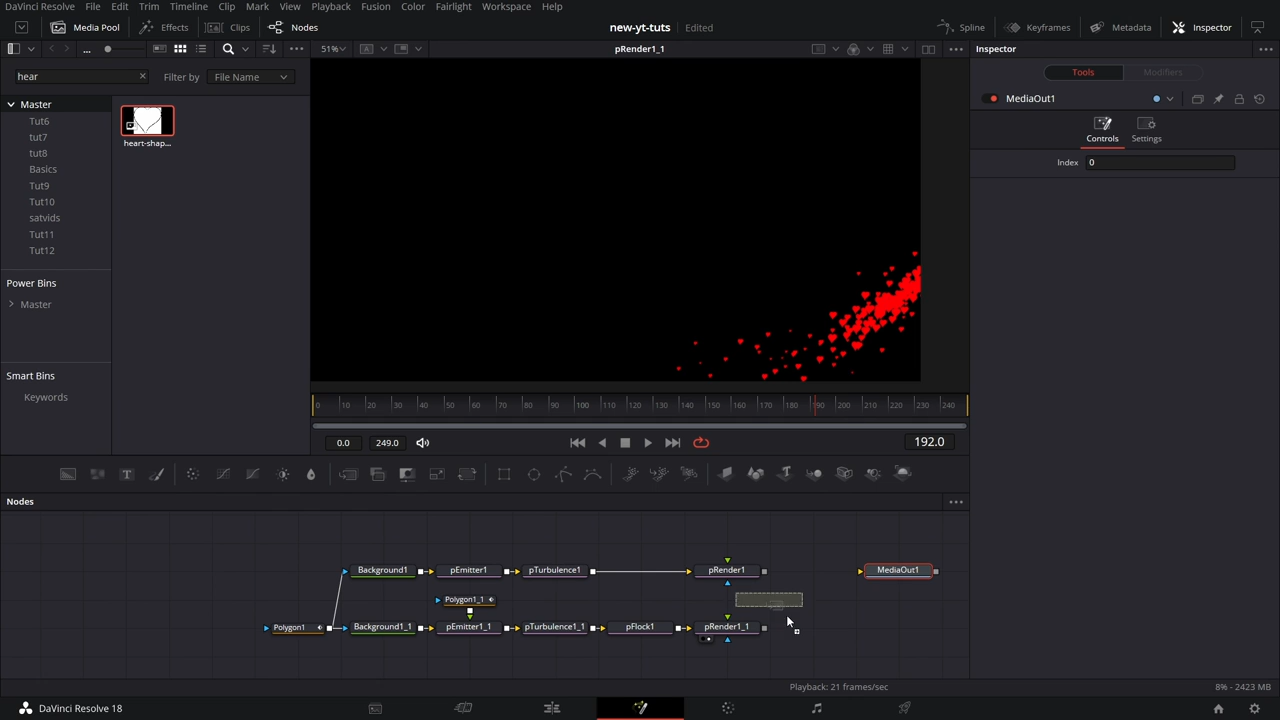 DaVinci Resolve File Edit Trim Timeline Clip Mark View Playback Fusion Color Fairlight Workspace Help
Media Pool Effects Clips Nodes new-yt-tuts Edited Spline Keyframes Metadata Inspector
... 51% pRender1_1 Inspector
hear Filter by File Name
Tools Modifiers
Master
MediaOut1
Tut6
tut7
tut8
Basics
Tut9
Tut10
satvids
Tut11
Tut12
heart-shap...
Controls Settings
Index 0
Power Bins
Master
Smart Bins
Keywords
0 10 20 30 40 50 60 70 80 90 100 110 120 130 140 150 160 170 180 190 200 210 220 230 240
0.0 249.0 192.0
Nodes
Background1 pEmitter1 pTurbulence1 pRender1 MediaOut1
Polygon1_1
Polygon1 Background1_1 pEmitter1_1 pTurbulence1_1 pFlock1 pRender1_1
Playback: 21 frames/sec 8% - 2423 MB
DaVinci Resolve 18